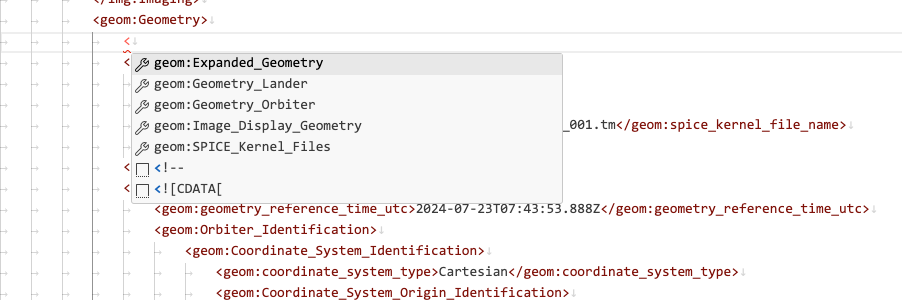 </img:Imaging>
<geom:Geometry>
<
<
geom:Expanded_Geometry
geom:Geometry_Lander
geom:Geometry_Orbiter
geom:Image_Display_Geometry
_001.tm</geom:spice_kernel_file_name>
geom:SPICE_Kernel_Files
<
<!--
<
<![CDATA[
<geom:geometry_reference_time_utc>2024-07-23T07:43:53.888Z</geom:geometry_reference_time_utc>
<geom:Orbiter_Identification>
<geom:Coordinate_System_Identification>
<geom:coordinate_system_type>Cartesian</geom:coordinate_system_type>
<geom:Coordinate_System_Origin_Identification>